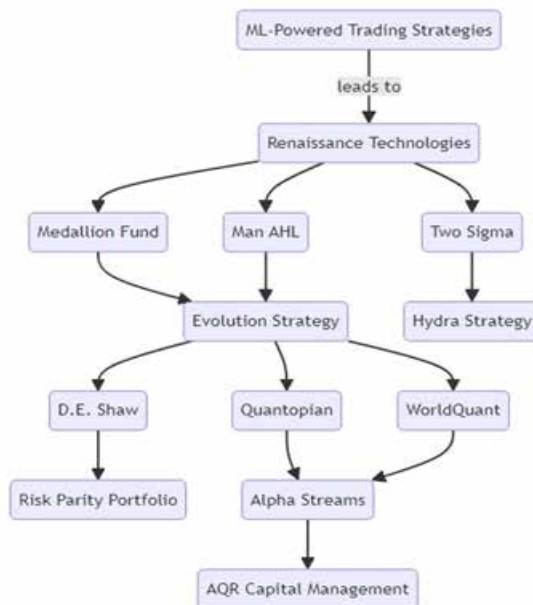 ML-Powered Trading Strategies
leads to
Renaissance Technologies
Medallion Fund
Man AHL
Two Sigma
Evolution Strategy
Hydra Strategy
D.E. Shaw
Quantopian
WorldQuant
Risk Parity Portfolio
Alpha Streams
AQR Capital Management